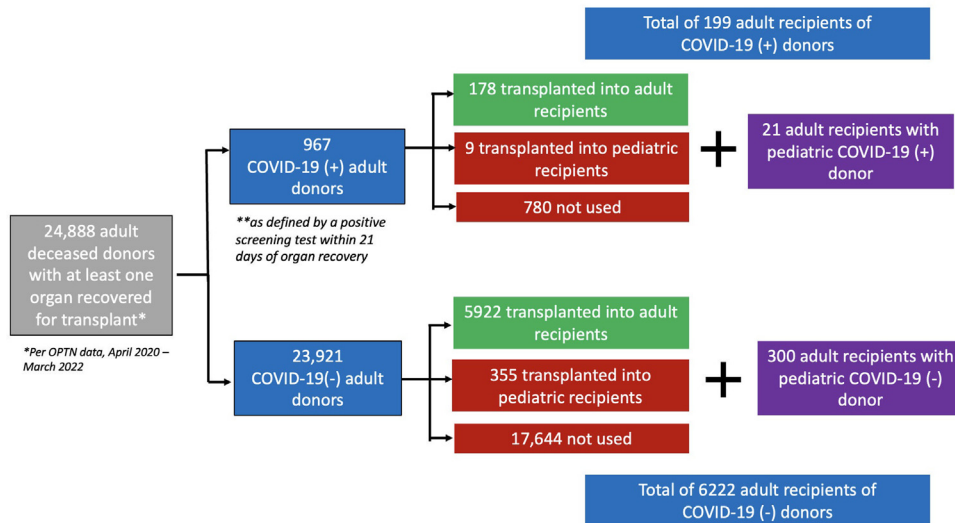 Total of 199 adult recipients of
COVID-19 (+) donors
178 transplanted into adult
recipients
967
COVID-19 (+) adult
donors
9 transplanted into pediatric
recipients
21 adult recipients with
pediatric COVID-19 (+)
donor
780 not used
**as defined by a positive
screening test within 21
days of organ recovery
24,888 adult
deceased donors
with at least one
organ recovered
for transplant*
*Per OPTN data, April 2020 –
March 2022
5922 transplanted into adult
recipients
23,921
COVID-19(-) adult
donors
355 transplanted into
pediatric recipients
300 adult recipients with
pediatric COVID-19 (-)
donor
17,644 not used
Total of 6222 adult recipients of
COVID-19 (-) donors